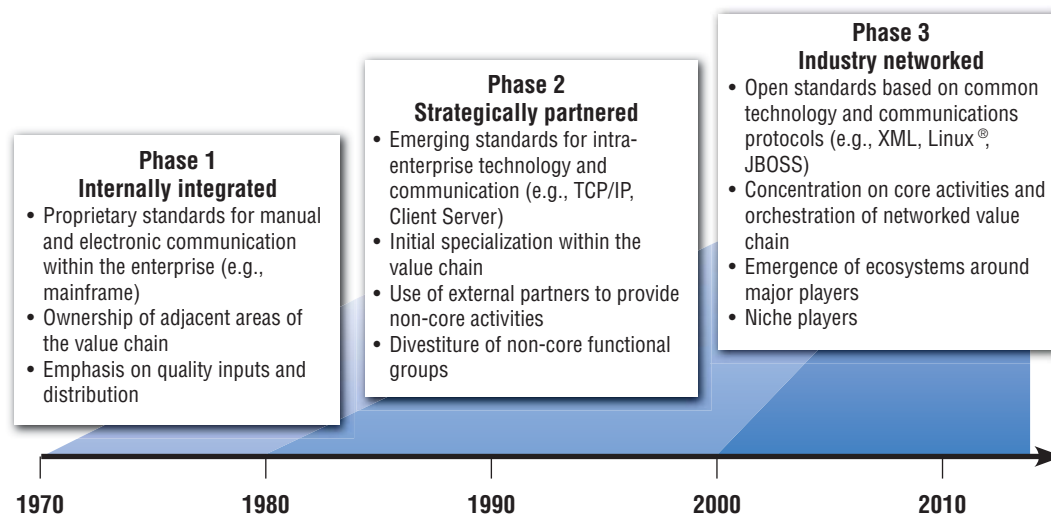 Phase 1
Internally integrated
• Proprietary standards for manual
and electronic communication
within the enterprise (e.g.,
mainframe)
• Ownership of adjacent areas of
the value chain
• Emphasis on quality inputs and
distribution
Phase 2
Strategically partnered
• Emerging standards for intra-
enterprise technology and
communication (e.g., TCP/IP,
Client Server)
• Initial specialization within the
value chain
• Use of external partners to provide
non-core activities
• Divestiture of non-core functional
groups
Phase 3
Industry networked
• Open standards based on common
technology and communications
protocols (e.g., XML, Linux ®,
JBOSS)
• Concentration on core activities and
orchestration of networked value
chain
• Emergence of ecosystems around
major players
• Niche players
1970 1980 1990 2000 2010